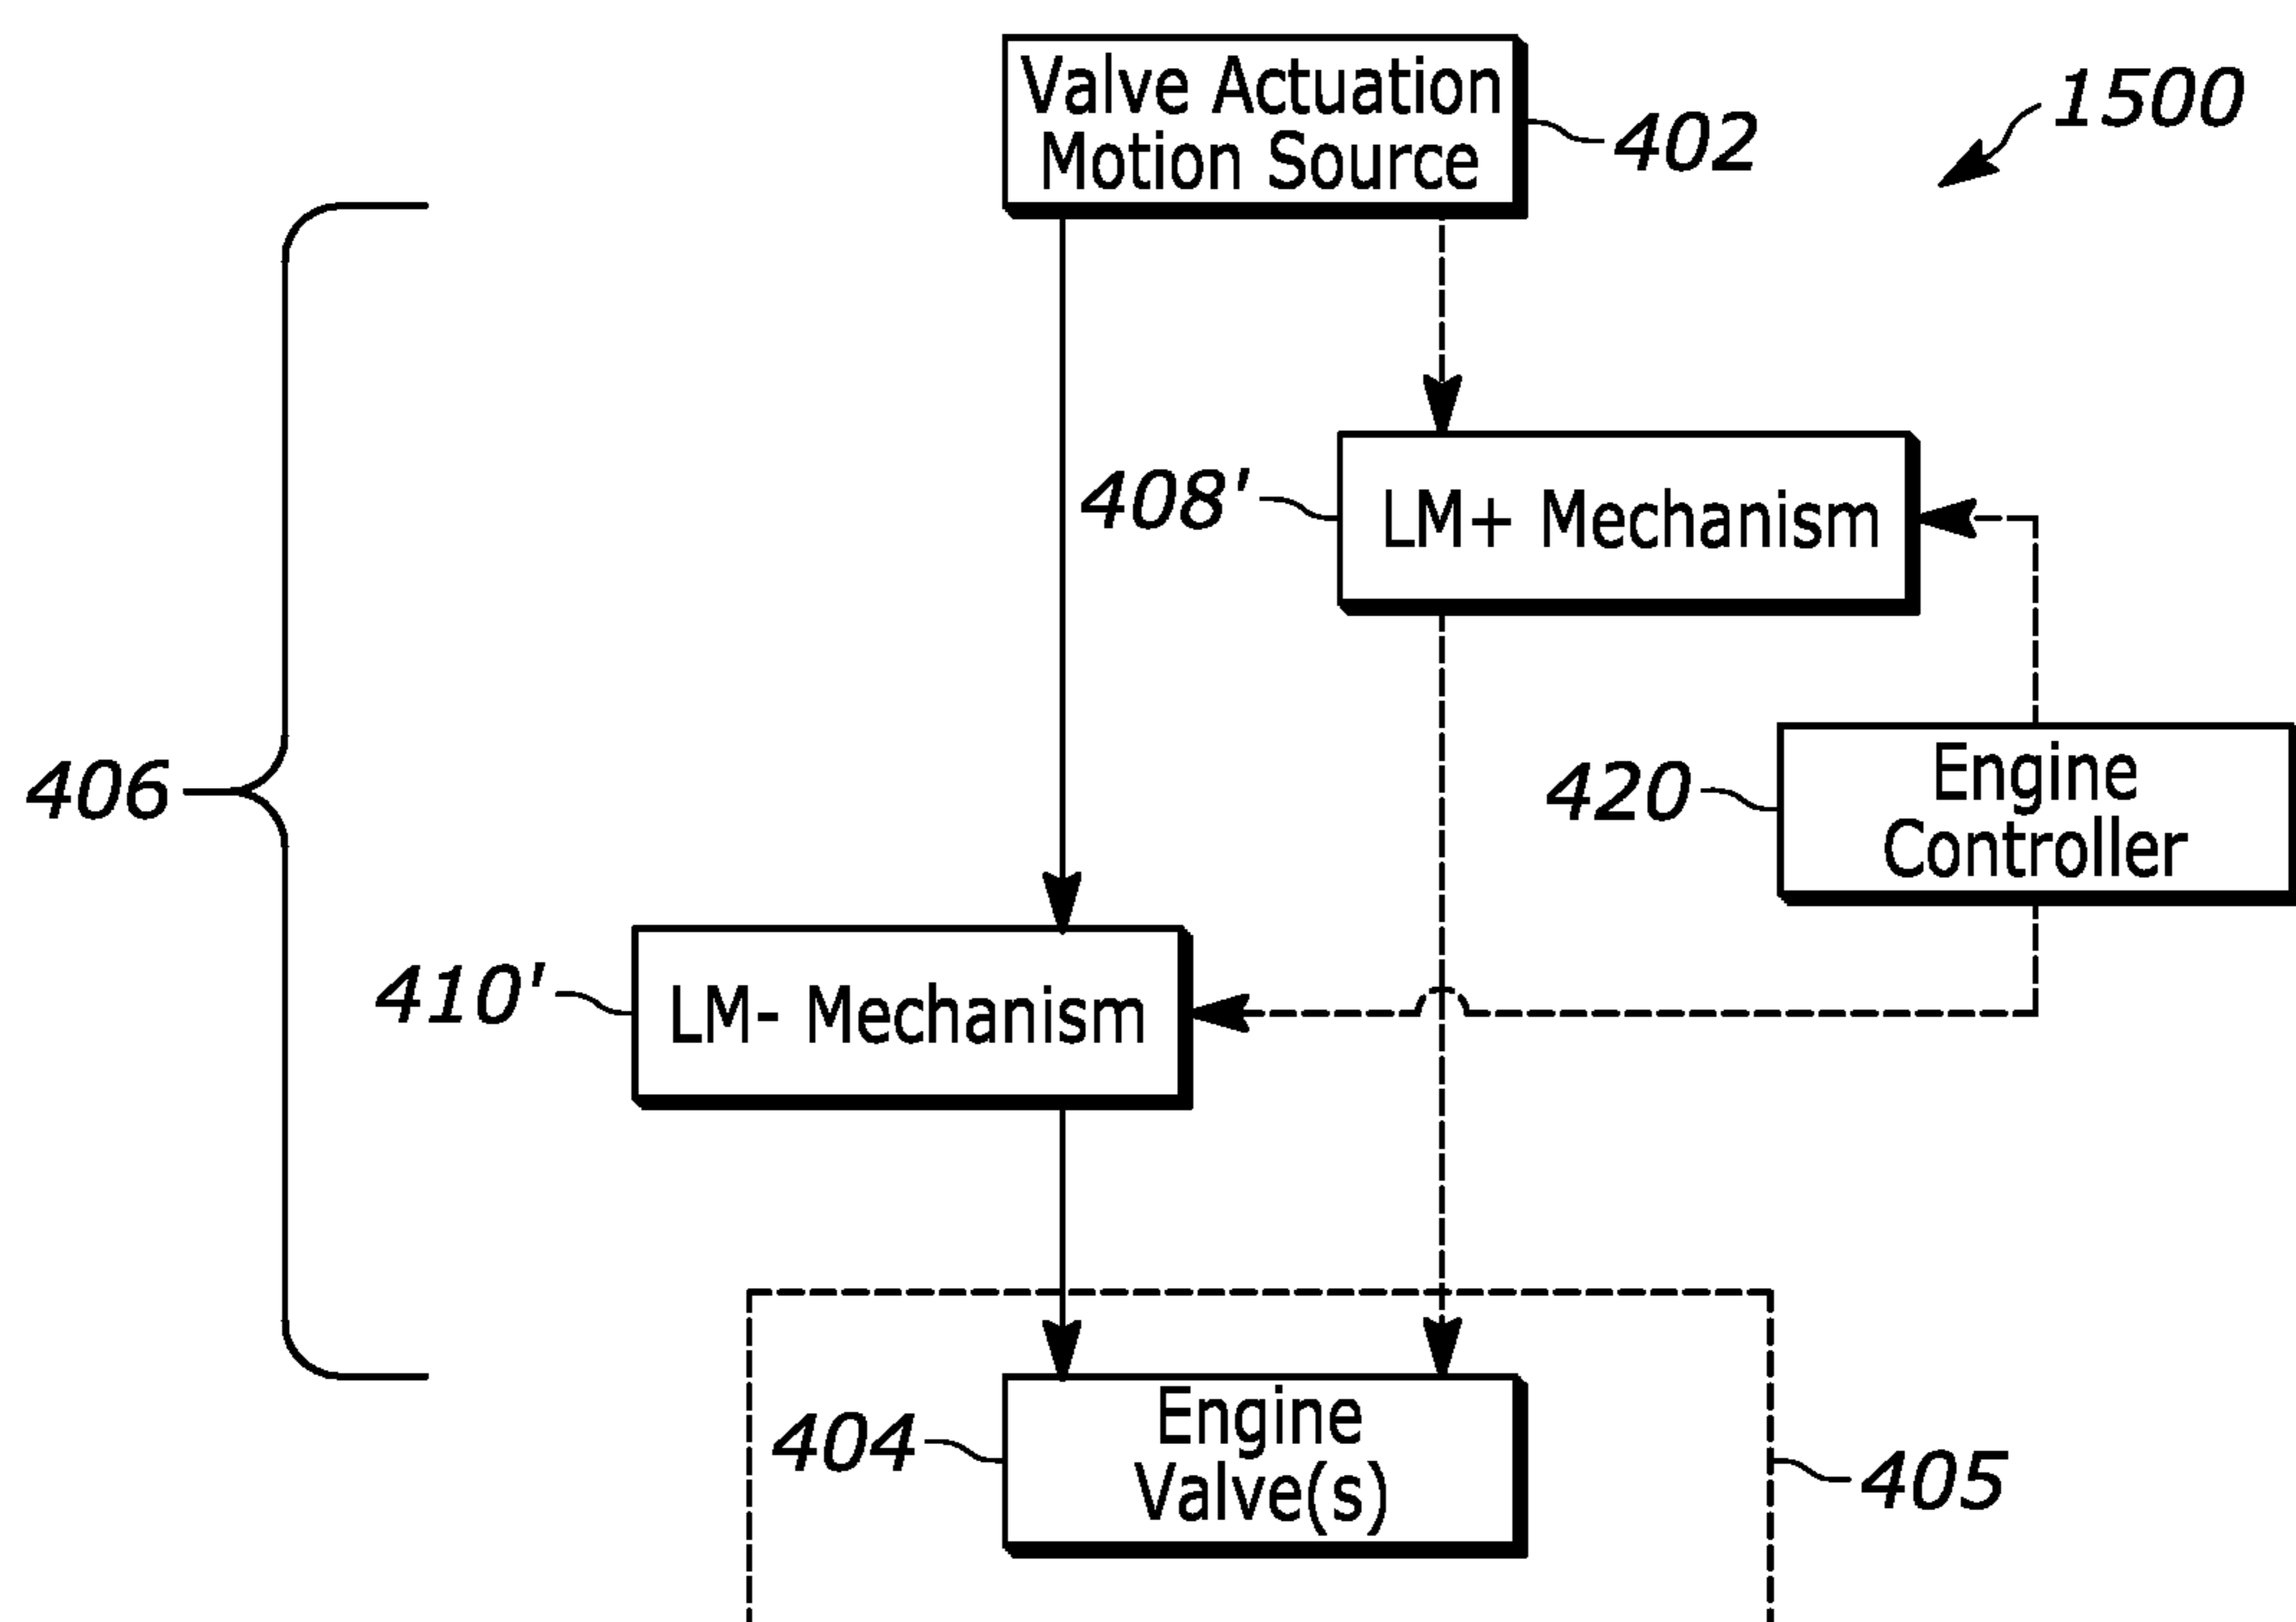 Valve Actuation
Motion Source
402
1500
408'
LM+ Mechanism
406
420
Engine
Controller
410'
LM- Mechanism
404
Engine
Valve(s)
405